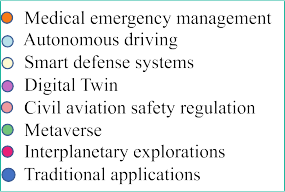 Medical emergency management
Autonomous driving
Smart defense systems
Digital Twin
Civil aviation safety regulation
Metaverse
Interplanetary explorations
Traditional applications